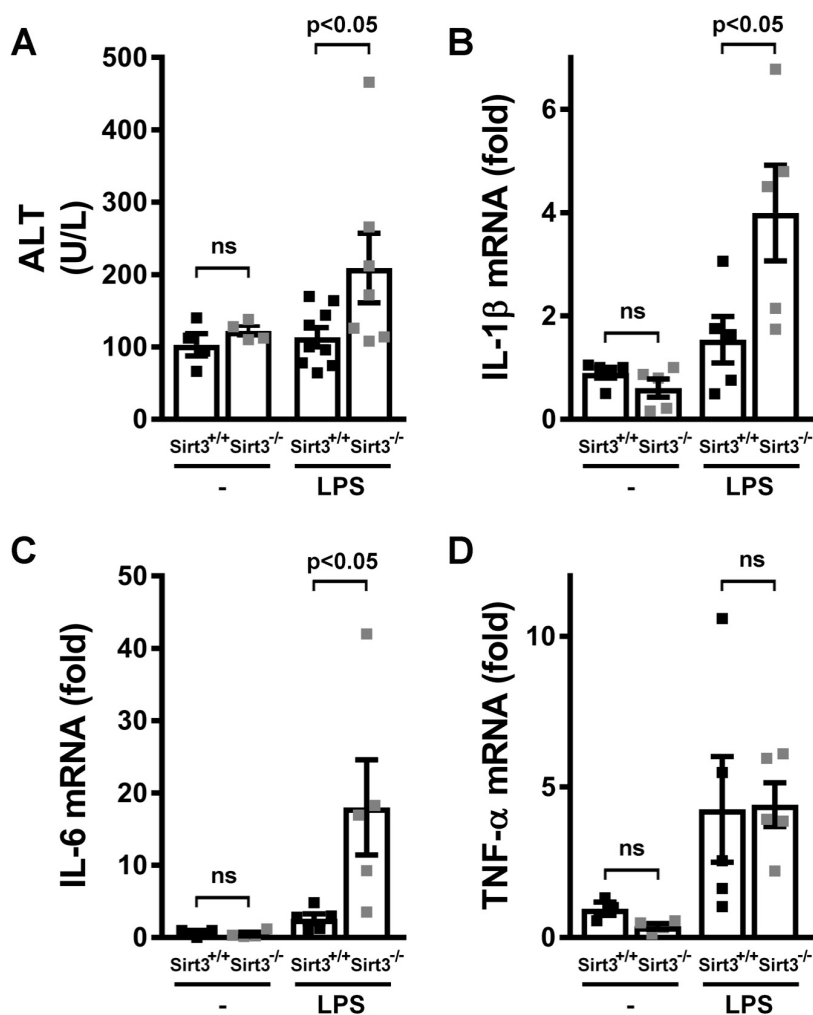 A
ALT
(U/L)
500
400
300
200
100
0
ns
p<0.05
Sirt3+/+ Sirt3-/- Sirt3+/+ Sirt3-/-
- LPS
B
IL-1β mRNA (fold)
6
4
2
0
ns
p<0.05
Sirt3+/+ Sirt3-/- Sirt3+/+ Sirt3-/-
- LPS
C
IL-6 mRNA (fold)
50
40
30
20
10
0
ns
p<0.05
Sirt3+/+ Sirt3-/- Sirt3+/+ Sirt3-/-
- LPS
D
TNF-α mRNA (fold)
10
5
0
ns
ns
Sirt3+/+ Sirt3-/- Sirt3+/+ Sirt3-/-
- LPS